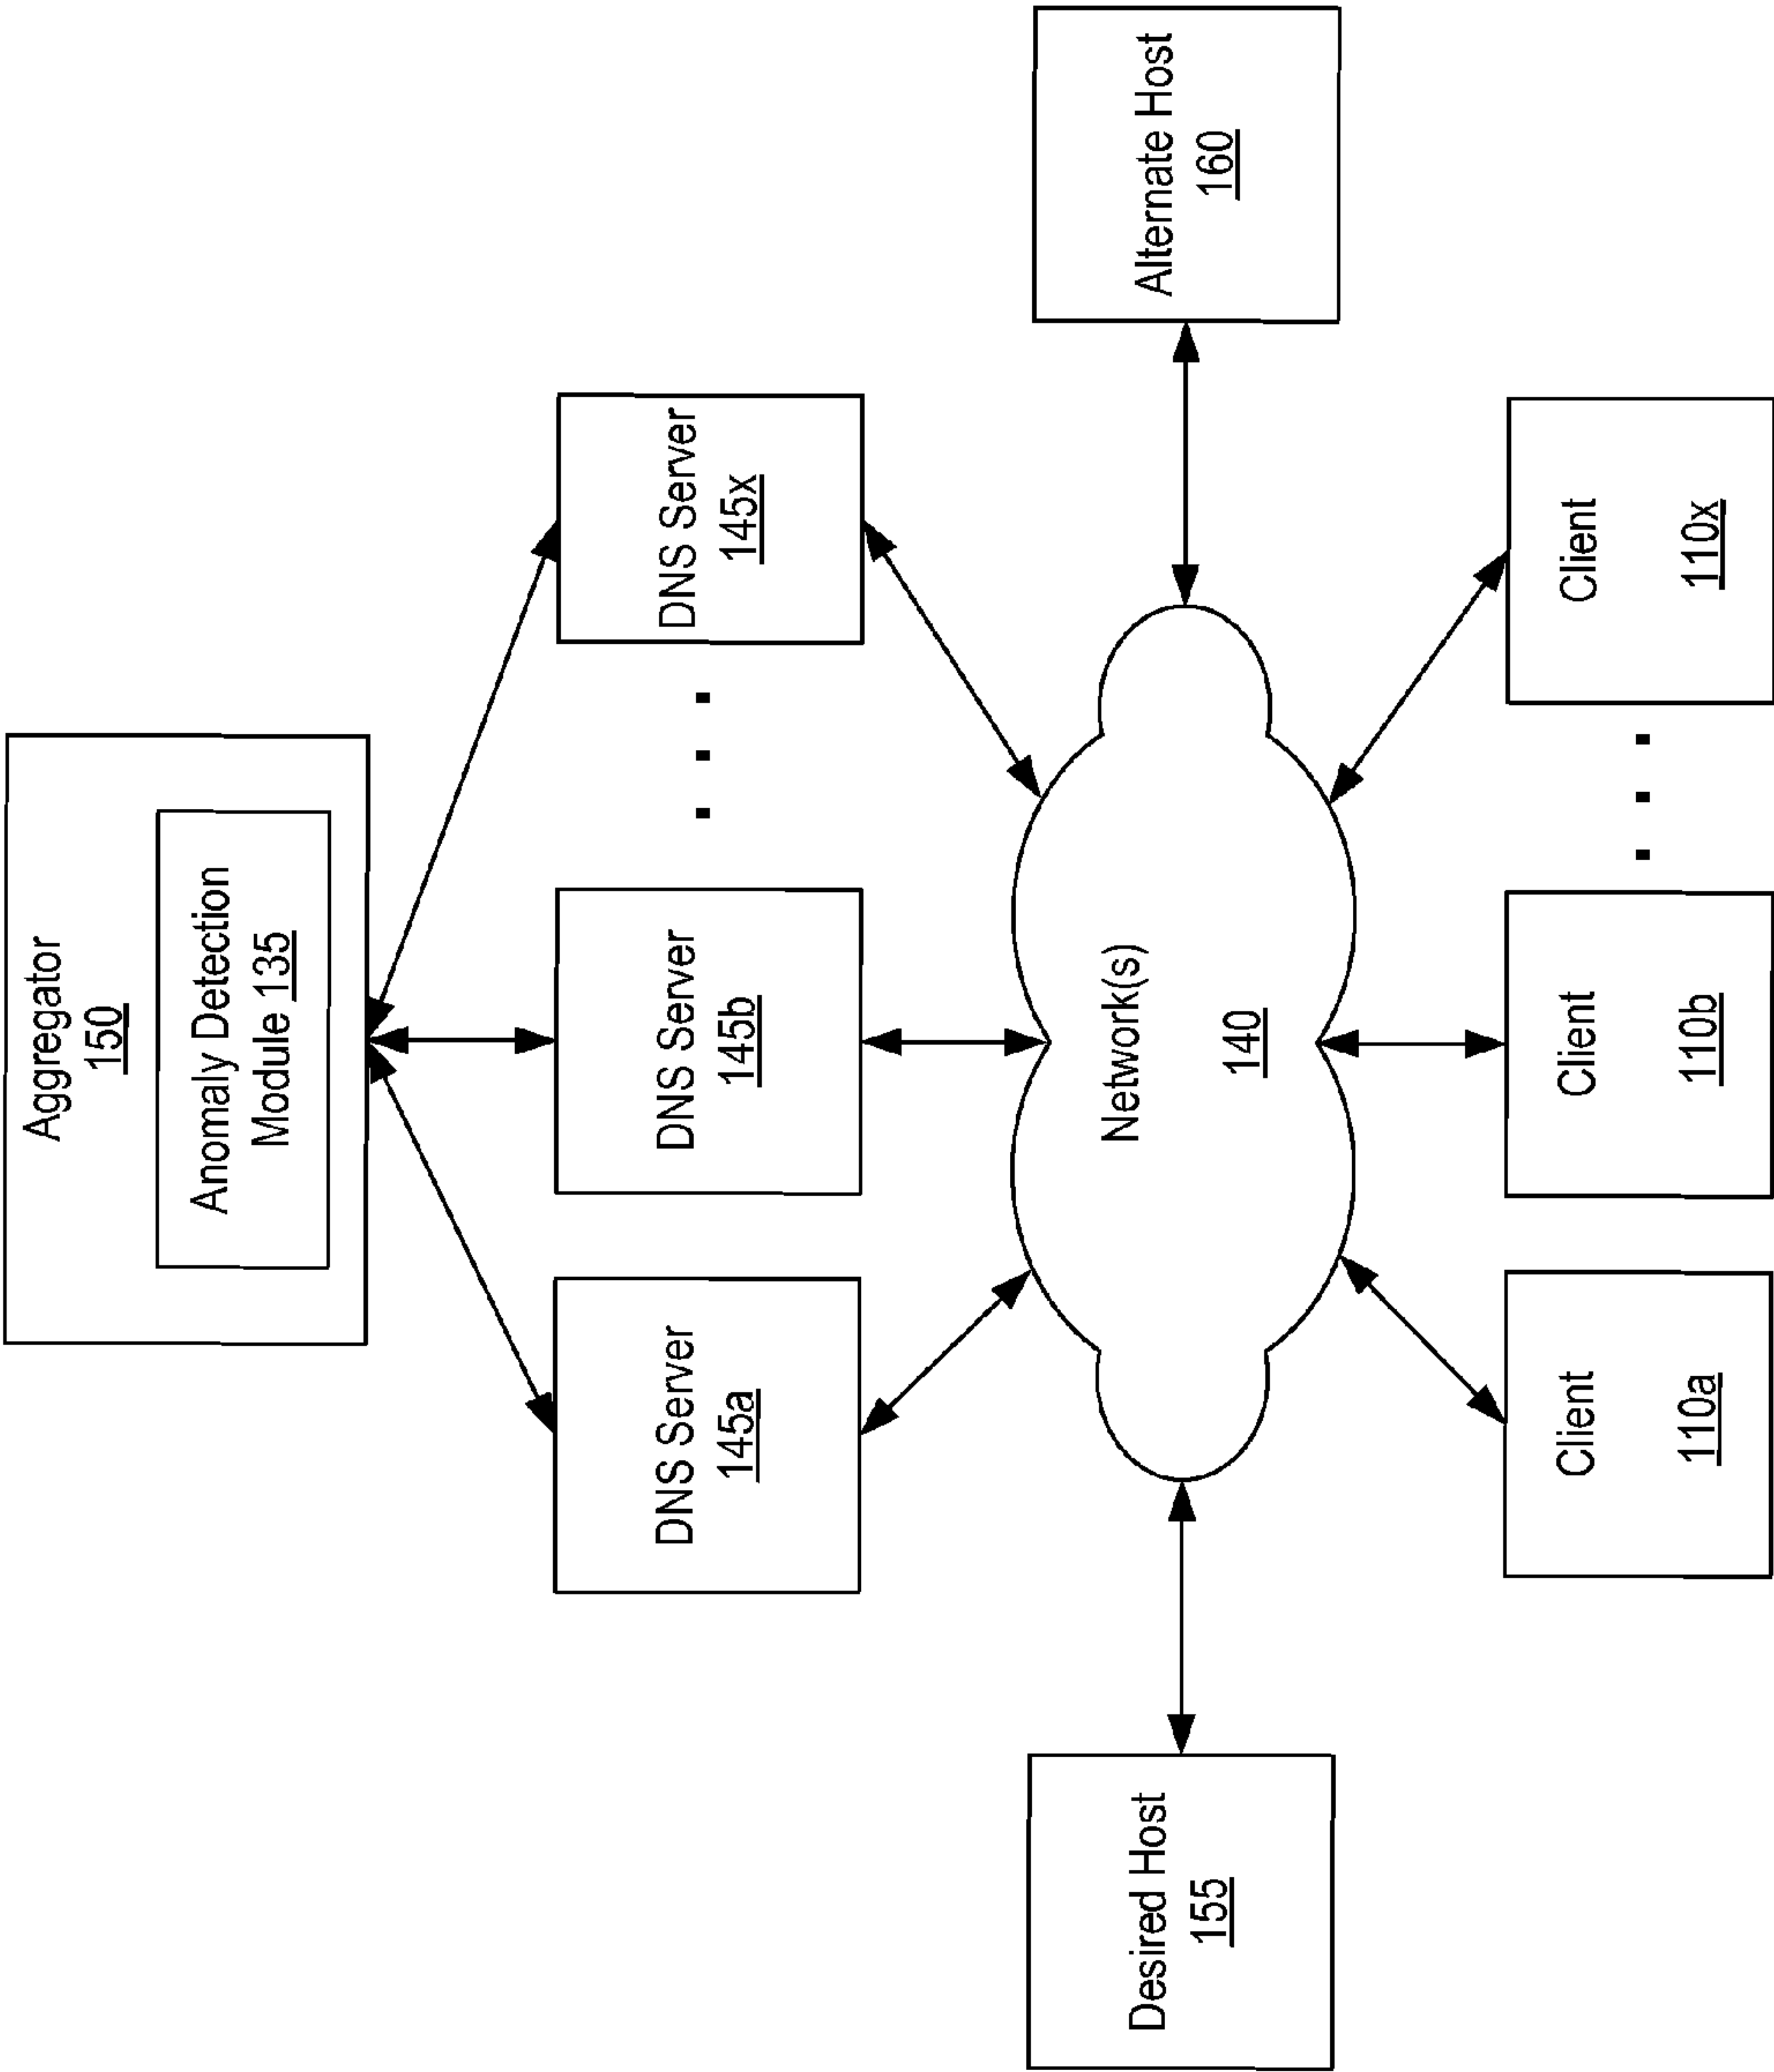 Aggregator
150
Anomaly Detection
Module 135
DNS Server
145a
DNS Server
145b
. . .
DNS Server
145x
Desired Host
155
Network(s)
140
Alternate Host
160
Client
110a
Client
110b
. . .
Client
110x